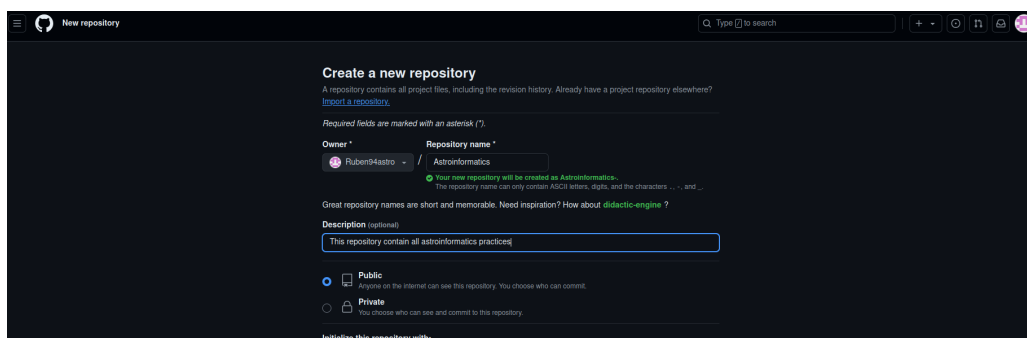 New repository
Type / to search
Create a new repository
A repository contains all project files, including the revision history. Already have a project repository elsewhere?
Import a repository.
Required fields are marked with an asterisk (*).
Owner * Repository name *
Ruben94astro / Astroinformatics
Your new repository will be created as Astroinformatics-.
The repository name can only contain ASCII letters, digits, and the characters ., -, and _.
Great repository names are short and memorable. Need inspiration? How about didactic-engine ?
Description (optional)
This repository contain all astroinformatics practices
Public
Anyone on the internet can see this repository. You choose who can commit.
Private
You choose who can see and commit to this repository.
Initialize this repository with: